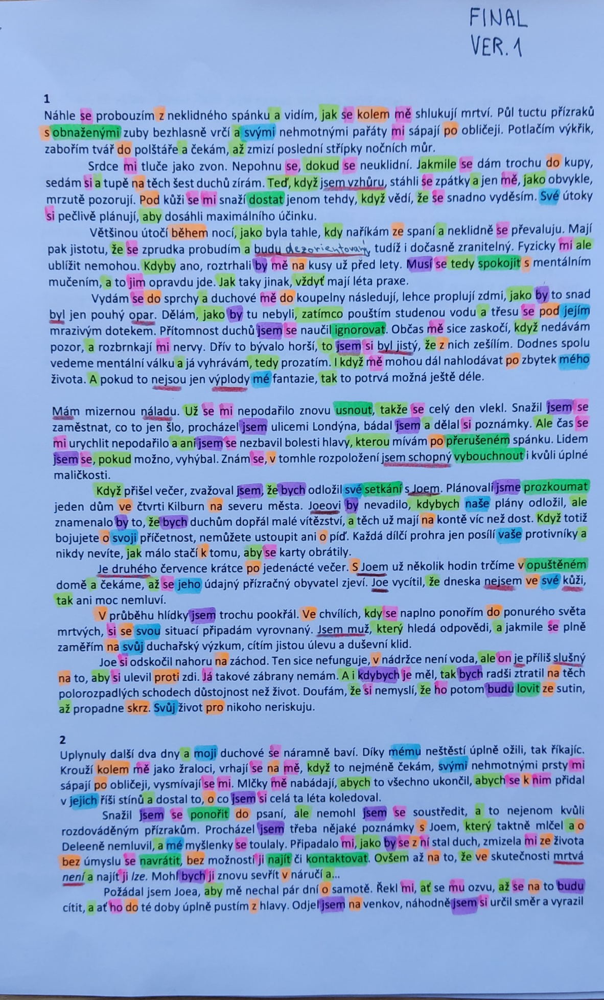 FINAL
VER. 1
1
Náhle se probouzím z neklidného spánku a vidím, jak se kolem mě shlukují mrtví. Půl tuctu přízraků
s obnaženými zuby bezhlasně vrčí a svými nehmotnými pařáty mi sápají po obličeji. Potlačím výkřik,
zabořím tvář do polštáře a čekám, až zmizí poslední střípky nočních můr.
Srdce mi tluče jako zvon. Nepohnu se, dokud se neuklidní. Jakmile se dám trochu do kupy,
sedám si a tupě na těch šest duchů zírám. Teď, když jsem vzhůru, stáhli se zpátky a jen mě, jako obvykle,
mrzutě pozorují. Pod kůži se mi snaží dostat jenom tehdy, když vědí, že se snadno vyděsím. Své útoky
si pečlivě plánují, aby dosáhli maximálního účinku.
Většinou útočí během nocí, jako byla tahle, kdy naříkám ze spaní a neklidně se převaluju. Mají
pak jistotu, že se zprudka probudím a budu dezorientovaný, tudíž i dočasně zranitelný. Fyzicky mi ale
ublížit nemohou. Kdyby ano, roztrhali by mě na kusy už před lety. Musí se tedy spokojit s mentálním
mučením, a to jim opravdu jde. Jak taky jinak, vždyť mají léta praxe.
Vydám se do sprchy a duchové mě do koupelny následují, lehce proplují zdmi, jako by to snad
byl jen pouhý opar. Dělám, jako by tu nebyli, zatímco pouštím studenou vodu a třesu se pod jejím
mrazivým dotekem. Přítomnost duchů jsem se naučil ignorovat. Občas mě sice zaskočí, když nedávám
pozor, a rozbrnkají mi nervy. Dřív to bývalo horší, to jsem si byl jistý, že z nich zešílím. Dodnes spolu
vedeme mentální válku a já vyhrávám, tedy prozatím. I když mě mohou dál nahlodávat po zbytek mého
života. A pokud to nejsou jen výplody mé fantazie, tak to potrvá možná ještě déle.
Mám mizernou náladu. Už se mi nepodařilo znovu usnout, takže se celý den vlekl. Snažil jsem se
zaměstnat, co to jen šlo, procházel jsem ulicemi Londýna, bádal jsem a dělal si poznámky. Ale čas se
mi urychlit nepodařilo a ani jsem se nezbavil bolesti hlavy, kterou mívám po přerušeném spánku. Lidem
jsem se, pokud možno, vyhýbal. Znám se, v tomhle rozpoložení jsem schopný vybouchnout i kvůli úplné
maličkosti.
Když přišel večer, zvažoval jsem, že bych odložil své setkání s Joem. Plánovali jsme prozkoumat
jeden dům ve čtvrti Kilburn na severu města. Joeovi by nevadilo, kdybych naše plány odložil, ale
znamenalo by to, že bych duchům dopřál malé vítězství, a těch už mají na kontě víc než dost. Když totiž
bojujete o svoji příčetnost, nemůžete ustoupit ani o píď. Každá dílčí prohra jen posílí vaše protivníky a
nikdy nevíte, jak málo stačí k tomu, aby se karty obrátily.
Je druhého července krátce po jedenácté večer. S Joem už několik hodin trčíme v opuštěném
domě a čekáme, až se jeho údajný přízračný obyvatel zjeví. Joe vycítil, že dneska nejsem ve své kůži,
tak ani moc nemluví.
V průběhu hlídky jsem trochu pookřál. Ve chvílích, kdy se naplno ponořím do ponurého světa
mrtvých, si se svou situací připadám vyrovnaný. Jsem muž, který hledá odpovědi, a jakmile se plně
zaměřím na svůj duchařský výzkum, cítím jistou úlevu a duševní klid.
Joe si odskočil nahoru na záchod. Ten sice nefunguje, v nádržce není voda, ale on je příliš slušný
na to, aby si ulevil proti zdi. Já takové zábrany nemám. A i kdybych je měl, tak bych radši ztratil na těch
polorozpadlých schodech důstojnost než život. Doufám, že si nemyslí, že ho potom budu lovit ze sutin,
až propadne skrz. Svůj život pro nikoho neriskuju.
2
Uplynuly další dva dny a moji duchové se náramně baví. Díky mému neštěstí úplně ožili, tak říkajíc.
Krouží kolem mě jako žraloci, vrhají se na mě, když to nejméně čekám, svými nehmotnými prsty mi
sápají po obličeji, vysmívají se mi. Mlčky mě nabádají, abych to všechno ukončil, abych se k nim přidal
v jejich říši stínů a dostal to, o co jsem si celá ta léta koledoval.
Snažil jsem se ponořit do psaní, ale nemohl jsem se soustředit, a to nejenom kvůli
rozdováděným přízrakům. Procházel jsem třeba nějaké poznámky s Joem, který taktně mlčel a o
Deleeně nemluvil, a mé myšlenky se toulaly. Připadalo mi, jako by se z ní stal duch, zmizela mi ze života
bez úmyslu se navrátit, bez možnosti ji najít či kontaktovat. Ovšem až na to, že ve skutečnosti mrtvá
není a najít ji lze. Mohl bych ji znovu sevřít v náručí a...
Požádal jsem Joea, aby mě nechal pár dní o samotě. Řekl mi, ať se mu ozvu, až se na to budu
cítit, a ať ho do té doby úplně pustím z hlavy. Odjel jsem na venkov, náhodně jsem si určil směr a vyrazil